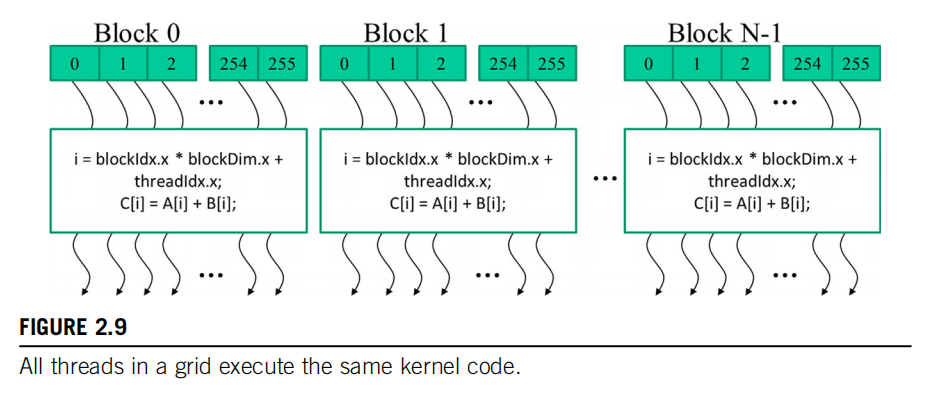 Block 0 Block 1 Block N-1
0 1 2 254 255 0 1 2 254 255 0 1 2 254 255
... ... ...
i = blockIdx.x * blockDim.x + i = blockIdx.x * blockDim.x + i = blockIdx.x * blockDim.x +
threadIdx.x; threadIdx.x; ... threadIdx.x;
C[i] = A[i] + B[i]; C[i] = A[i] + B[i]; C[i] = A[i] + B[i];
... ... ...
FIGURE 2.9
All threads in a grid execute the same kernel code.